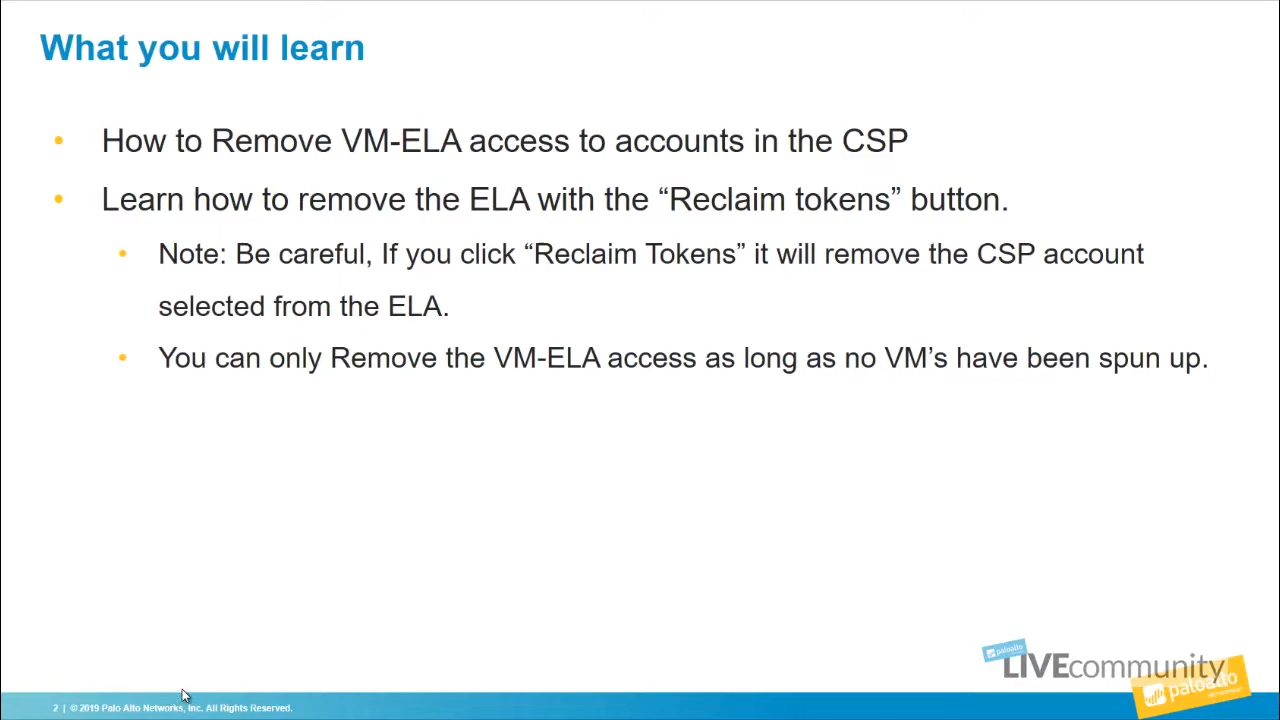 What you will learn
• How to Remove VM-ELA access to accounts in the CSP
• Learn how to remove the ELA with the “Reclaim tokens” button.
• Note: Be careful, If you click “Reclaim Tokens” it will remove the CSP account
selected from the ELA.
• You can only Remove the VM-ELA access as long as no VM’s have been spun up.
paloalto
LIVEcommunity
paloalto
NETWORKS
2 | © 2019 Palo Alto Networks, Inc. All Rights Reserved.